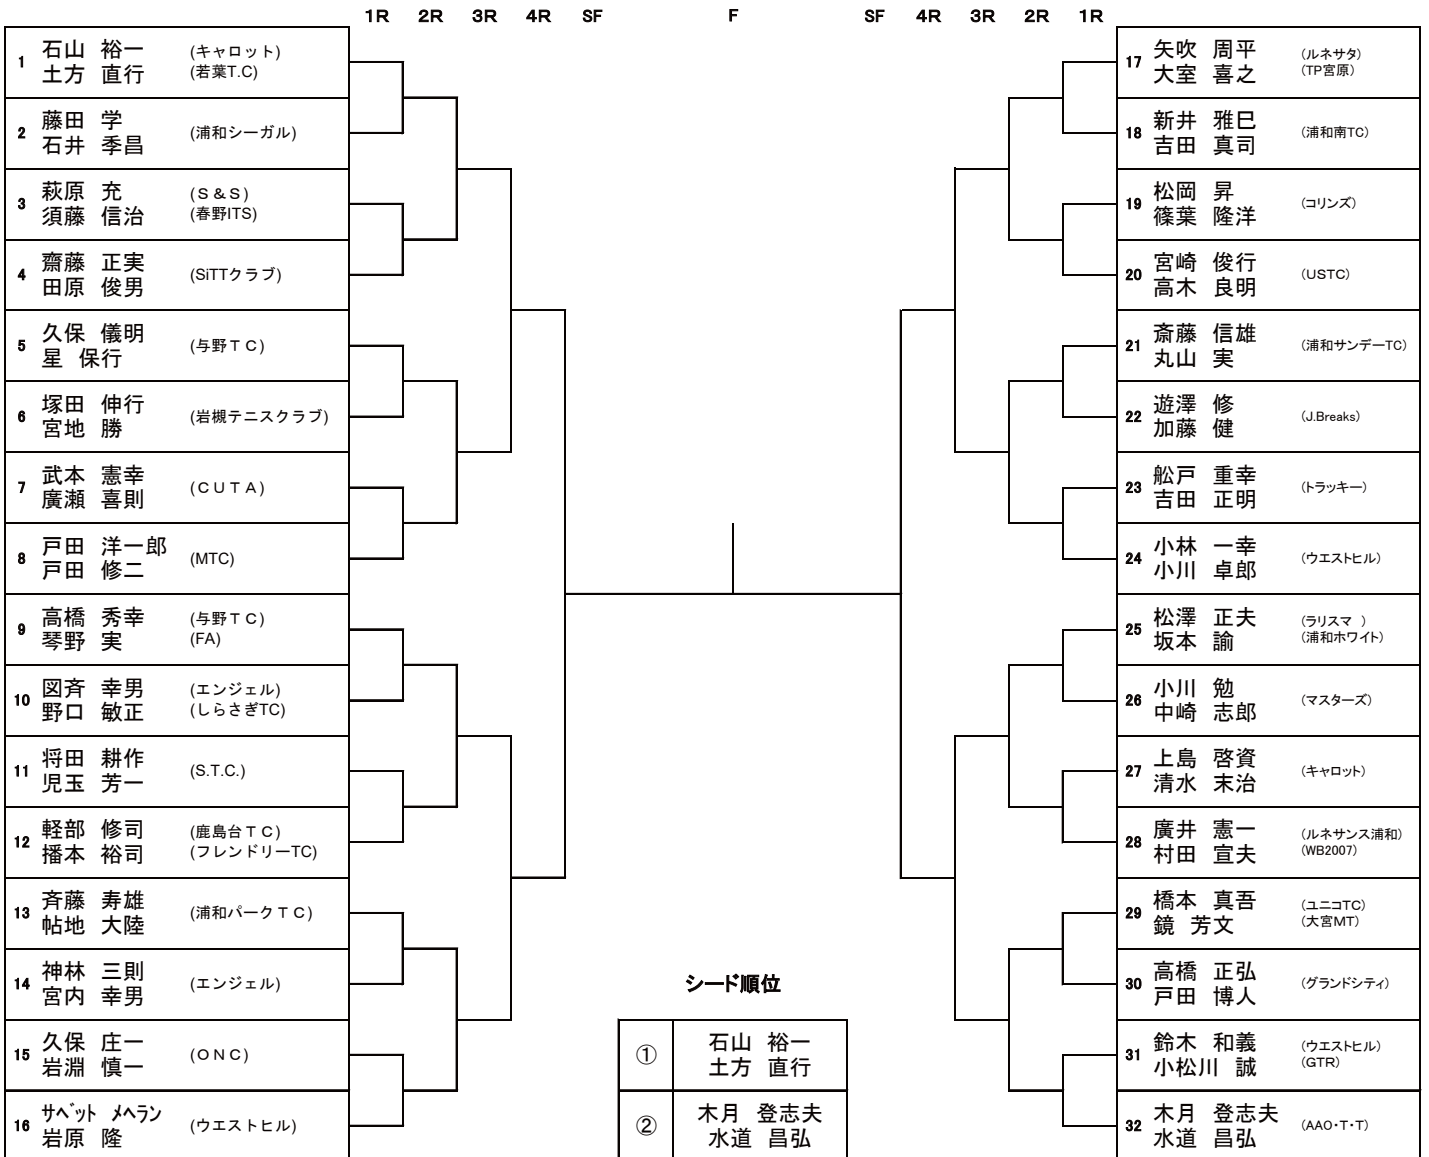 1R 2R 3R 4R SF F SF 4R 3R 2R 1R
1 石山 裕一 (キャロット)
土方 直行 (若葉T.C)
2 藤田 学
石井 季昌 (浦和シーガル)
3 萩原 充 (S&S)
須藤 信治 (春野ITS)
4 齋藤 正実
田原 俊男 (SiTTクラブ)
5 久保 儀明
星 保行 (与野TC)
6 塚田 伸行
宮地 勝 (岩槻テニスクラブ)
7 武本 憲幸
廣瀬 喜則 (CUTA)
8 戸田 洋一郎
戸田 修二 (MTC)
9 高橋 秀幸 (与野TC)
琴野 実 (FA)
10 図斉 幸男 (エンジェル)
野口 敏正 (しらさぎTC)
11 将田 耕作
児玉 芳一 (S.T.C.)
12 軽部 修司 (鹿島台TC)
播本 裕司 (フレンドリーTC)
13 斉藤 寿雄
帖地 大陸 (浦和パークTC)
14 神林 三則
宮内 幸男 (エンジェル)
15 久保 庄一
岩淵 慎一 (ONC)
16 サベット メヘラン
岩原 隆 (ウエストヒル)
17 矢吹 周平 (ルネサタ)
大室 喜之 (TP宮原)
18 新井 雅巳
吉田 真司 (浦和南TC)
19 松岡 昇
篠葉 隆洋 (コリンズ)
20 宮崎 俊行
高木 良明 (USTC)
21 斎藤 信雄
丸山 実 (浦和サンデーTC)
22 遊澤 修
加藤 健 (J.Breaks)
23 舩戸 重幸
吉田 正明 (トラッキー)
24 小林 一幸
小川 卓郎 (ウエストヒル)
25 松澤 正夫 (ラリスマ )
坂本 諭 (浦和ホワイト)
26 小川 勉
中崎 志郎 (マスターズ)
27 上島 啓資
清水 末治 (キャロット)
28 廣井 憲一 (ルネサンス浦和)
村田 宣夫 (WB2007)
29 橋本 真吾 (ユニコTC)
鏡 芳文 (大宮MT)
30 高橋 正弘
戸田 博人 (グランドシティ)
31 鈴木 和義 (ウエストヒル)
小松川 誠 (GTR)
32 木月 登志夫
水道 昌弘 (AAO・T・T)
シード順位
① 石山 裕一
土方 直行
② 木月 登志夫
水道 昌弘